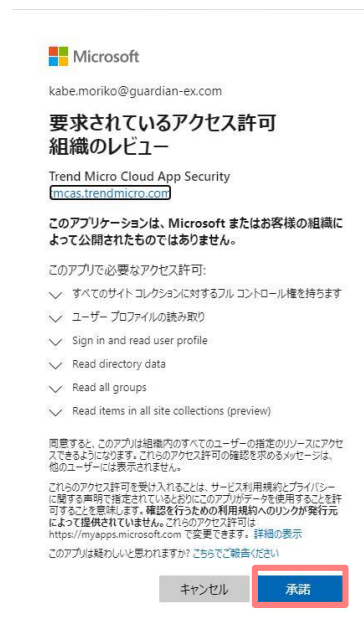 Microsoft
kabe.moriko@guardian-ex.com
要求されているアクセス許可
組織のレビュー
Trend Micro Cloud App Security
tmcas.trendmicro.com
このアプリケーションは、Microsoft またはお客様の組織に
よって公開されたものではありません。
このアプリで必要なアクセス許可:
すべてのサイト コレクションに対するフル コントロール権を持ちます
ユーザー プロファイルの読み取り
Sign in and read user profile
Read directory data
Read all groups
Read items in all site collections (preview)
同意すると、このアプリは組織内のすべてのユーザーの指定のリソースにアクセ
スできるようになります。これらのアクセス許可の確認を求めるメッセージは、
他のユーザーには表示されません。
これらのアクセス許可を受け入れることは、サービス利用規約とプライバシー
に関する声明で指定されているとおりにこのアプリがデータを使用することを許
可することを意味します。確認を行うための利用規約へのリンクが発行元
によって提供されていません。これらのアクセス許可は
https://myapps.microsoft.com で変更できます。 詳細の表示
このアプリは疑わしいと思われますか? こちらでご報告ください
キャンセル 承諾